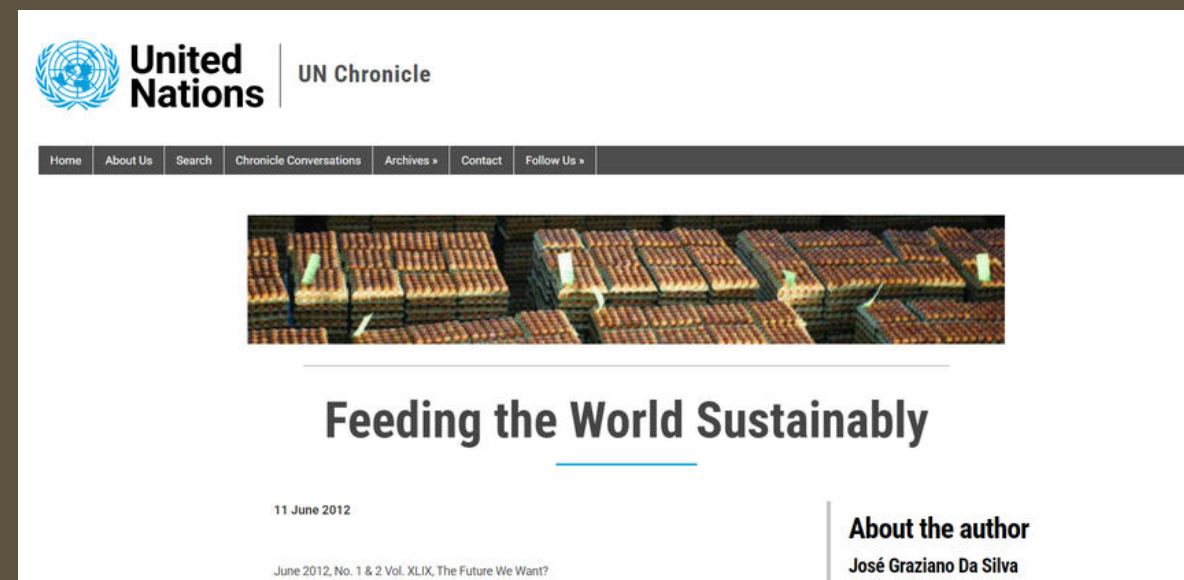 United
Nations
UN Chronicle
Home About Us Search Chronicle Conversations Archives » Contact Follow Us »
Feeding the World Sustainably
11 June 2012
About the author
José Graziano Da Silva
June 2012, No. 1 & 2 Vol. XLIX, The Future We Want?